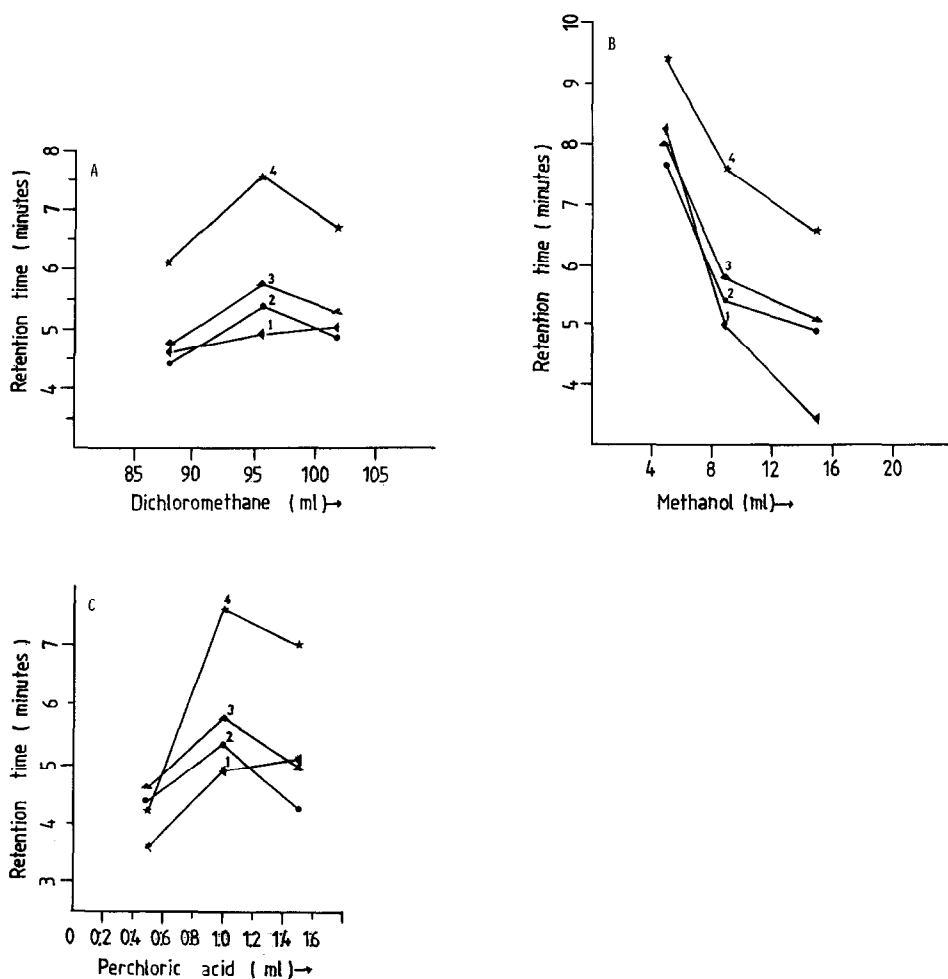 A
Retention time ( minutes)
8
7
6
5
4
4
3
2
1
85 90 95 100 105
Dichloromethane ( ml)→
B
Retention time (minutes)
10
9
8
7
6
5
4
4
3
2
1
4 8 12 16 20
Methanol (ml)→
C
Retention time ( minutes)
7
6
5
4
3
4
3
2
1
0 0.2 0.4 0.6 0.8 1.0 1.2 1.4 1.6
Perchloric acid ( ml)→